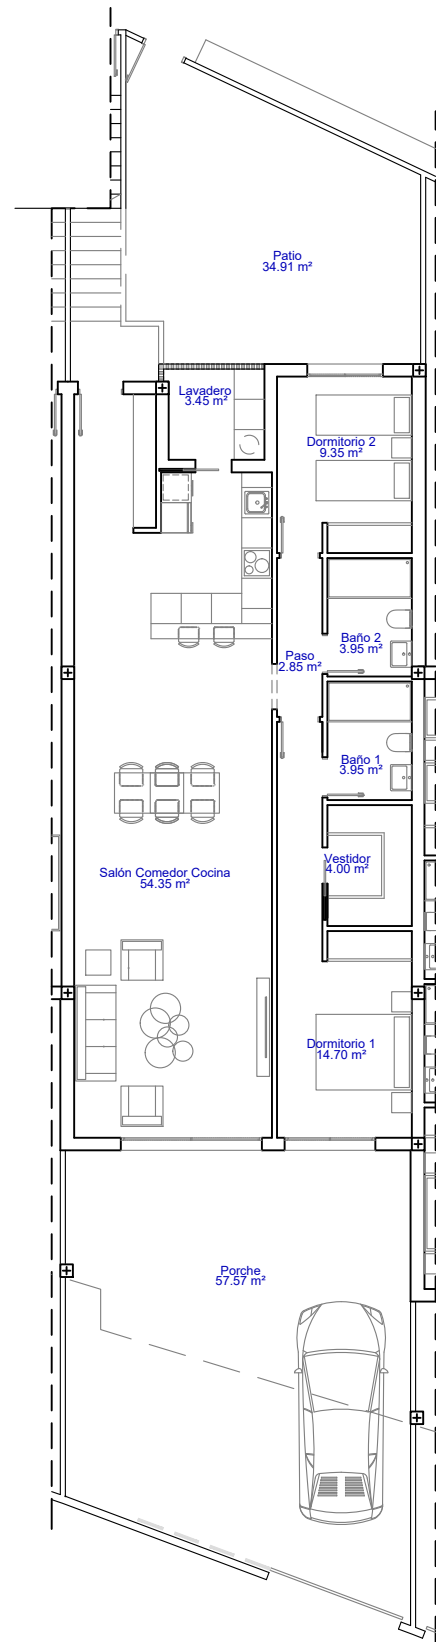 Patio
34.91 m²
Lavadero
3.45 m²
Dormitorio 2
9.35 m²
Baño 2
3.95 m²
Paso
2.85 m²
Baño 1
3.95 m²
Vestidor
4.00 m²
Salón Comedor Cocina
54.35 m²
Dormitorio 1
14.70 m²
Porche
57.57 m²